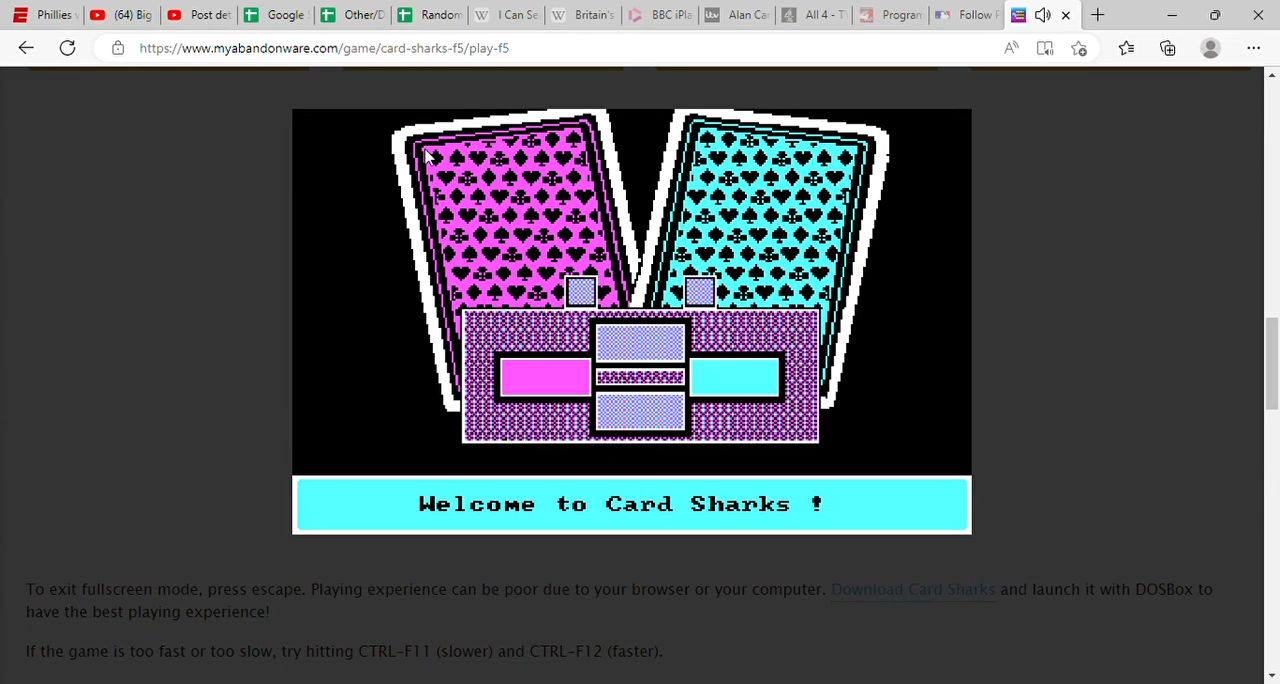 Phillies
(64) Big
Post det
Google
Other/D
Random
I Can Se
Britain's
BBC iPla
Alan Ca
All 4 - T
Program
Follow
https://www.myabandonware.com/game/card-sharks-f5/play-f5
Welcome to Card Sharks !
To exit fullscreen mode, press escape. Playing experience can be poor due to your browser or your computer. Download Card Sharks and launch it with DOSBox to
have the best playing experience!
If the game is too fast or too slow, try hitting CTRL-F11 (slower) and CTRL-F12 (faster).